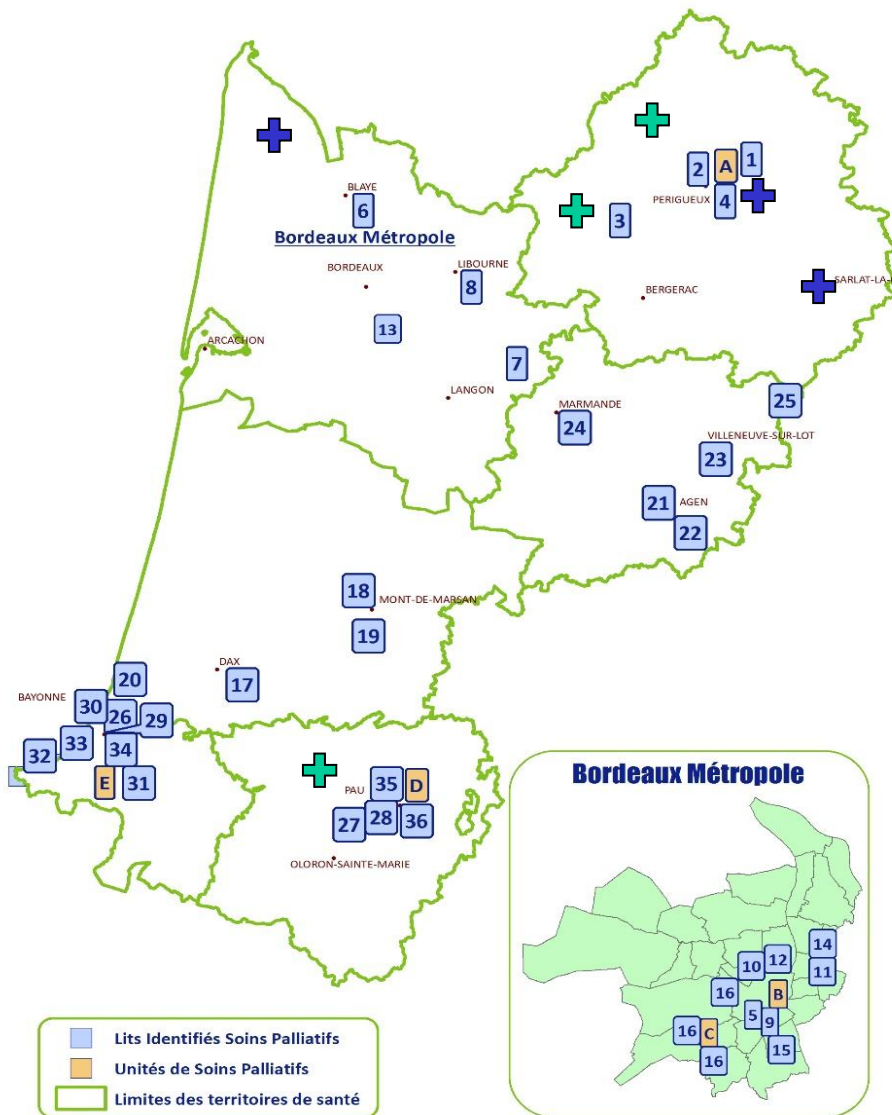 1
2
A
PERIGUEUX
4
3
BLAYE
6
Bordeaux Métropole
LIBOURNE
BORDEAUX
8
BERGERAC
SARLAT-LA-
13
ARCACHON
7
LANGON
25
MARMANDE
24
VILLENEUVE-SUR-LOT
23
21
AGEN
22
18
MONT-DE-MARSAN
19
DAX
17
20
BAYONNE
30
26
29
33
34
32
E
31
PAU
35
D
27
28
36
OLORON-SAINTE-MARIE
Bordeaux Métropole
14
12
10
11
16
B
5
9
16
C
15
16
Lits Identifiés Soins Palliatifs
Unités de Soins Palliatifs
Limites des territoires de santé